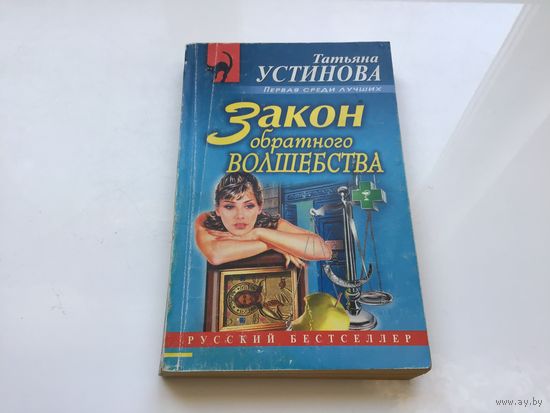 Татьяна
УСТИНОВА
ПЕРВАЯ СРЕДИ ЛУЧШИХ
Закон
обратного
ВОЛШЕБСТВА
РУССКИЙ БЕСТСЕЛЛЕР
www.ay.by